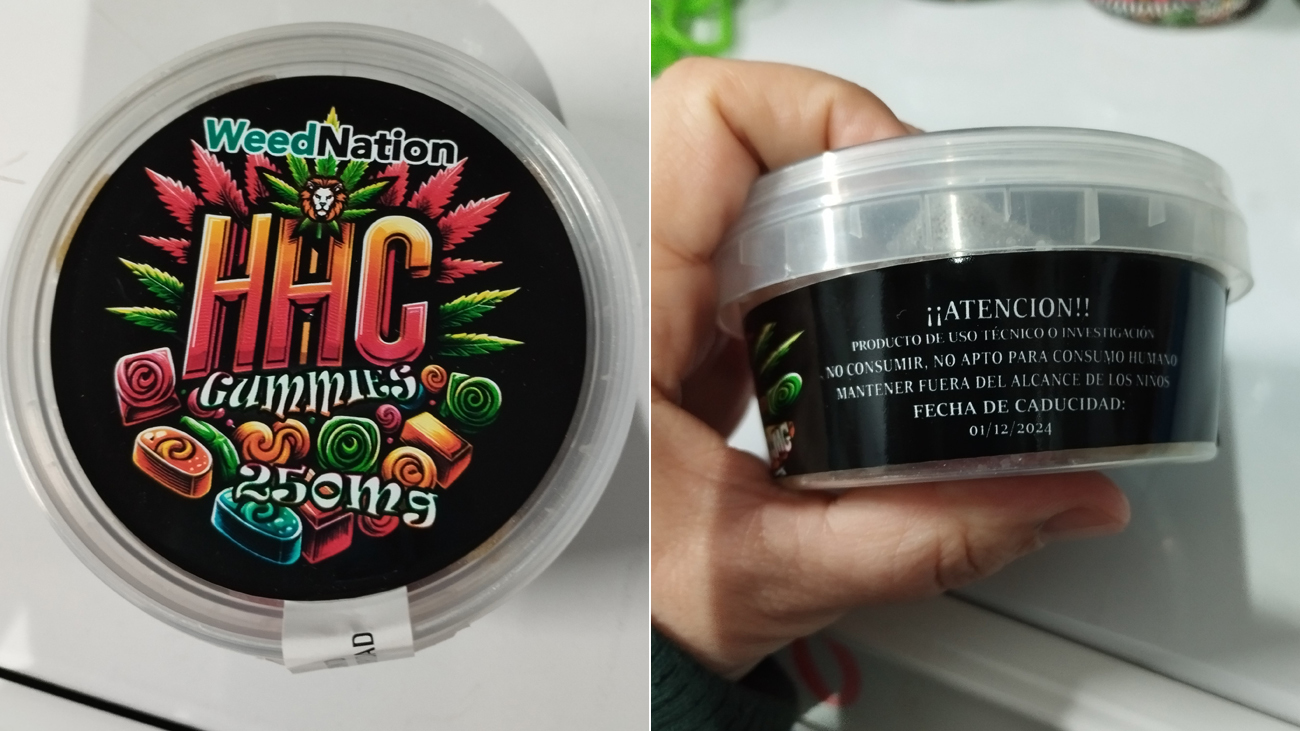 WeedNation
HHC
GUMMIES
250mg
AD
¡¡ATENCION!!
PRODUCTO DE USO TÉCNICO O INVESTIGACIÓN
NO CONSUMIR, NO APTO PARA CONSUMO HUMANO
MANTENER FUERA DEL ALCANCE DE LOS NIÑOS
FECHA DE CADUCIDAD:
01/12/2024